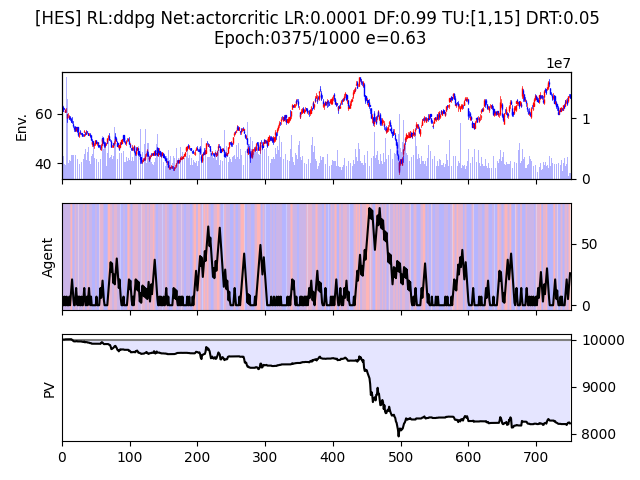 [HES] RL:ddpg Net:actorcritic LR:0.0001 DF:0.99 TU:[1,15] DRT:0.05
Epoch:0375/1000 e=0.63
1e7
Env.
60
40
1
0
Agent
50
0
PV
10000
9000
8000
0
100
200
300
400
500
600
700